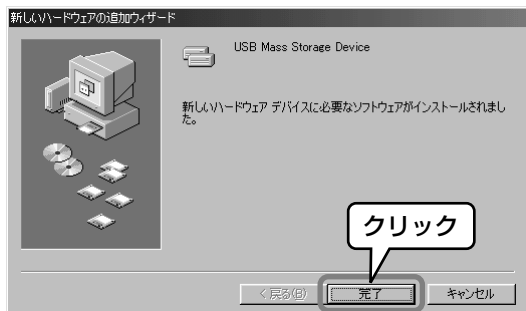 新しいハードウェアの追加ウィザード
USB Mass Storage Device
新しいハードウェア デバイスに必要なソフトウェアがインストールされまし
た。
クリック
< 戻る(B)
完了
キャンセル